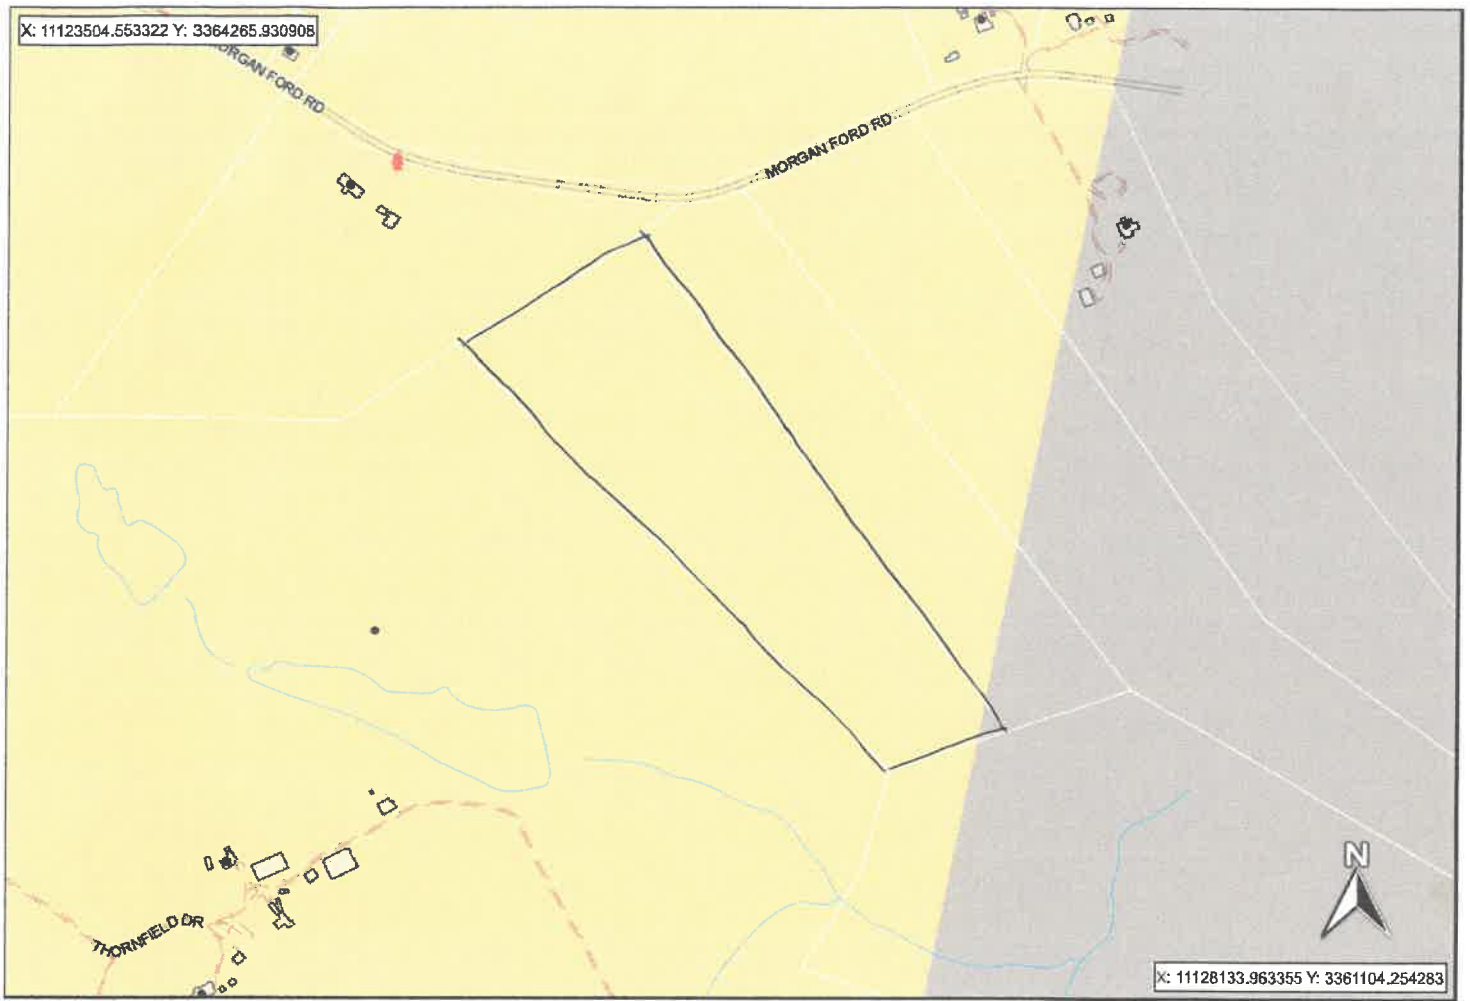 X: 11123504.553322 Y: 3364265.930908
MORGAN FORD RD
MORGAN FORD RD
THORNFIELD DR
N
X: 11128133.963355 Y: 3361104.254283